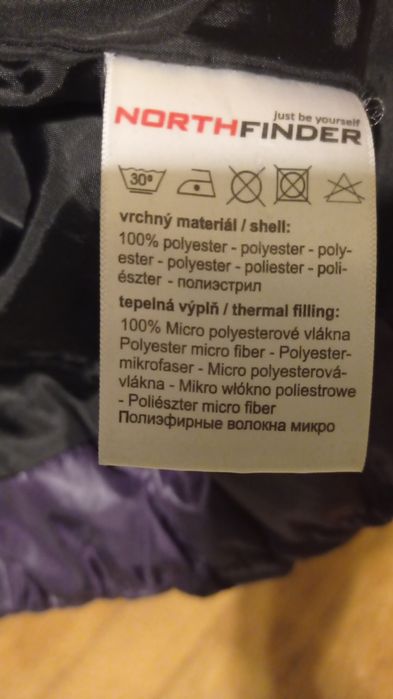 just be yourself
NORTHFINDER
30°
vrchný materiál / shell:
100% polyester - polyester - poly-
ester - polyester - poliester - poli-
észter - полиэстрил
tepelná výplň / thermal filling:
100% Micro polyesterové vlákna
Polyester micro fiber - Polyester-
mikrofaser - Micro polyesterová-
vlákna - Mikro włókno poliestrowe
- Poliészter micro fiber
Полиэфирные волокна микро